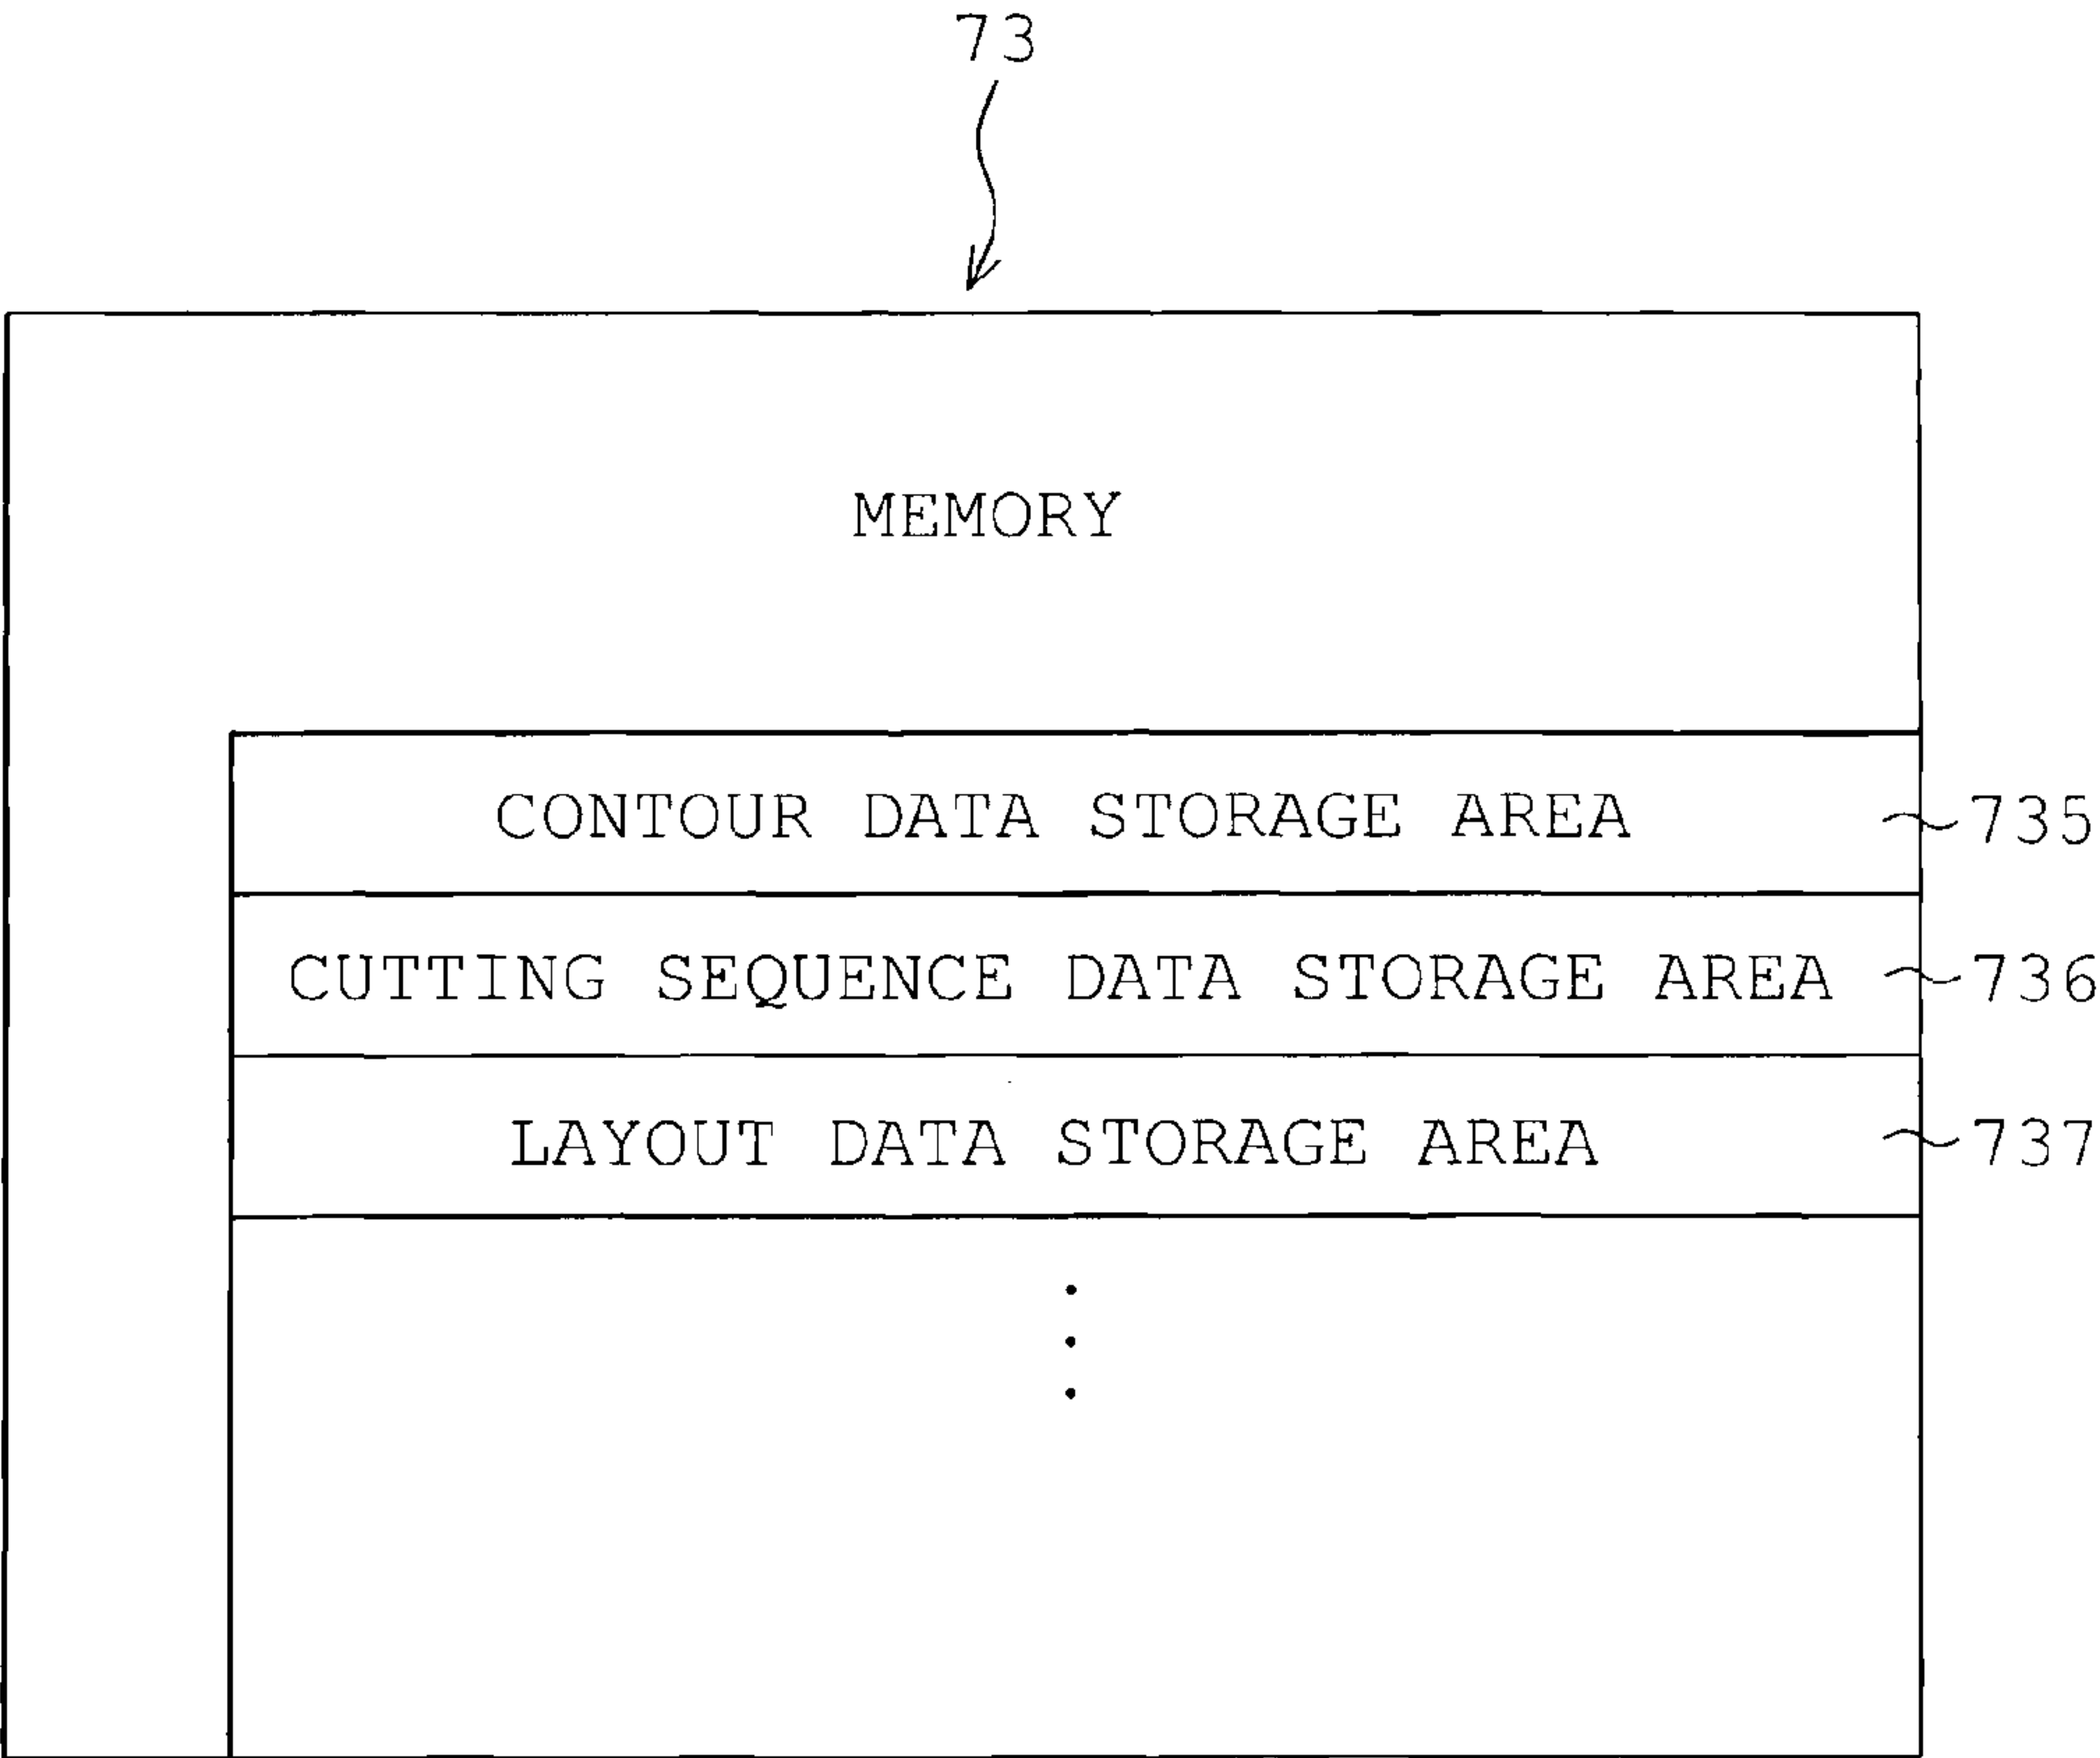 73
MEMORY
CONTOUR DATA STORAGE AREA 735
CUTTING SEQUENCE DATA STORAGE AREA 736
LAYOUT DATA STORAGE AREA 737